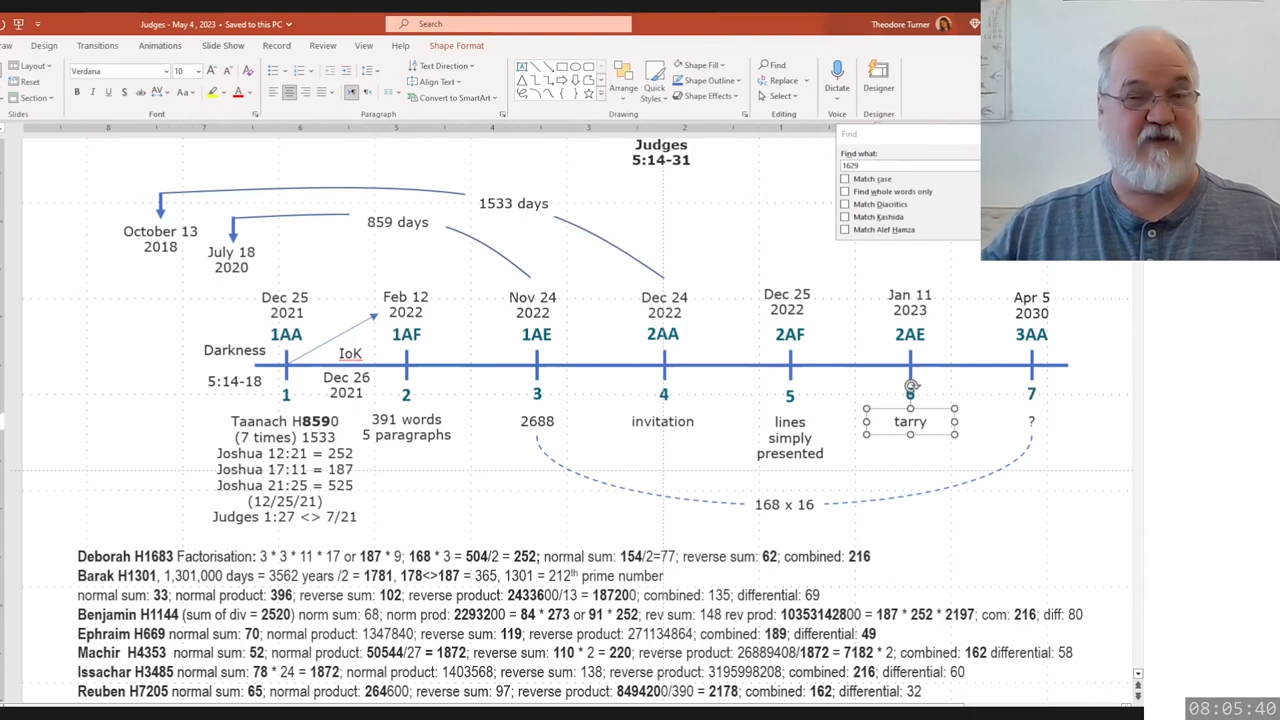 Judges - May 4 , 2023 • Saved to this PC
Search
Theodore Turner
raw Design Transitions Animations Slide Show Record Review View Help Shape Format
Layout
Reset
Section
Slides
Verdana 10
B I U S
Font
Text Direction
Align Text
Convert to SmartArt
Paragraph
Arrange
Quick Styles
Shape Fill
Shape Outline
Shape Effects
Drawing
Find
Replace
Select
Editing
Dictate
Voice
Designer
Designer
8 7 6 5 4 3 2 1
Find
Find what:
1629
Match case
Find whole words only
Match Diacritics
Match Kashida
Match Alef Hamza
Judges
5:14-31
1533 days
859 days
October 13
2018
July 18
2020
Dec 25
2021
1AA
Feb 12
2022
1AF
Nov 24
2022
1AE
Dec 24
2022
2AA
Dec 25
2022
2AF
Jan 11
2023
2AE
Apr 5
2030
3AA
Darkness
5:14-18
IoK
Dec 26
2021
1 2 3 4 5 6 7
Taanach H8590
(7 times) 1533
Joshua 12:21 = 252
Joshua 17:11 = 187
Joshua 21:25 = 525
(12/25/21)
Judges 1:27 <> 7/21
391 words
5 paragraphs
2688
invitation
lines
simply
presented
tarry
?
168 x 16
Deborah H1683 Factorisation: 3 * 3 * 11 * 17 or 187 * 9; 168 * 3 = 504/2 = 252; normal sum: 154/2=77; reverse sum: 62; combined: 216
Barak H1301, 1,301,000 days = 3562 years /2 = 1781, 178<>187 = 365, 1301 = 212th prime number
normal sum: 33; normal product: 396; reverse sum: 102; reverse product: 2433600/13 = 187200; combined: 135; differential: 69
Benjamin H1144 (sum of div = 2520) norm sum: 68; norm prod: 2293200 = 84 * 273 or 91 * 252; rev sum: 148 rev prod: 10353142800 = 187 * 252 * 2197; com: 216; diff: 80
Ephraim H669 normal sum: 70; normal product: 1347840; reverse sum: 119; reverse product: 271134864; combined: 189; differential: 49
Machir H4353 normal sum: 52; normal product: 50544/27 = 1872; reverse sum: 110 * 2 = 220; reverse product: 26889408/1872 = 7182 * 2; combined: 162 differential: 58
Issachar H3485 normal sum: 78 * 24 = 1872; normal product: 1403568; reverse sum: 138; reverse product: 3195998208; combined: 216; differential: 60
Reuben H7205 normal sum: 65; normal product: 264600; reverse sum: 97; reverse product: 8494200/390 = 2178; combined: 162; differential: 32
08:05:40